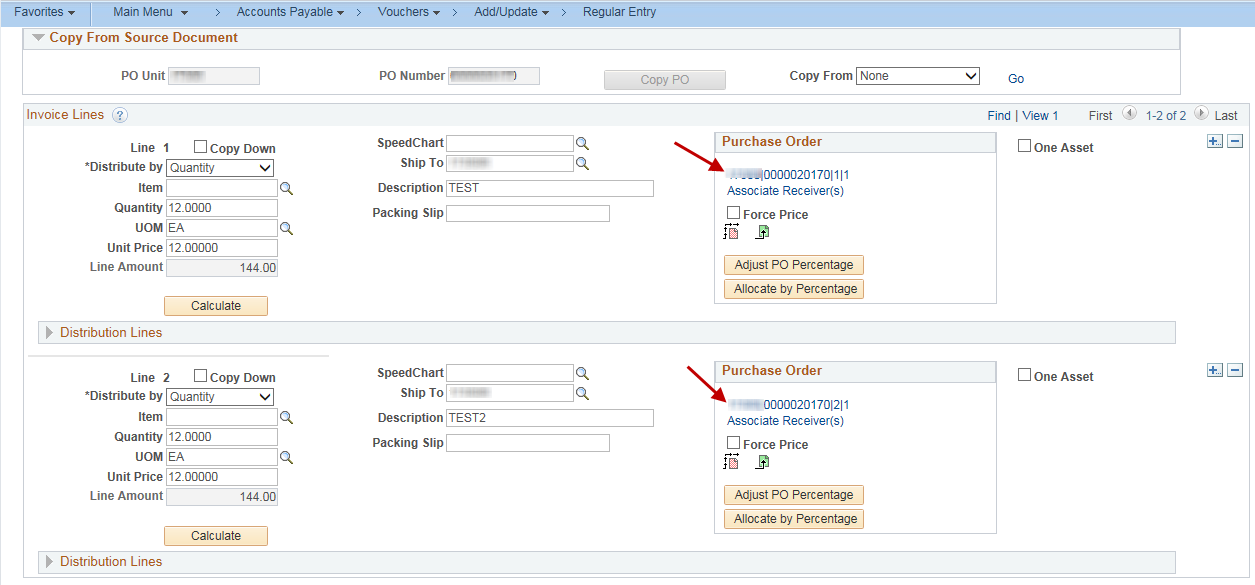 Favorites Main Menu > Accounts Payable > Vouchers > Add/Update > Regular Entry
Copy From Source Document
PO Unit PO Number Copy PO Copy From None Go
Invoice Lines ? Find | View 1 First 1-2 of 2 Last
Line 1 Copy Down
*Distribute by Quantity
Item
Quantity 12.0000
UOM EA
Unit Price 12.00000
Line Amount 144.00
Calculate
SpeedChart
Ship To
Description TEST
Packing Slip
Purchase Order
0000020170|1|1
Associate Receiver(s)
Force Price
Adjust PO Percentage
Allocate by Percentage
One Asset
Distribution Lines
Line 2 Copy Down
*Distribute by Quantity
Item
Quantity 12.0000
UOM EA
Unit Price 12.00000
Line Amount 144.00
Calculate
SpeedChart
Ship To
Description TEST2
Packing Slip
Purchase Order
0000020170|2|1
Associate Receiver(s)
Force Price
Adjust PO Percentage
Allocate by Percentage
One Asset
Distribution Lines